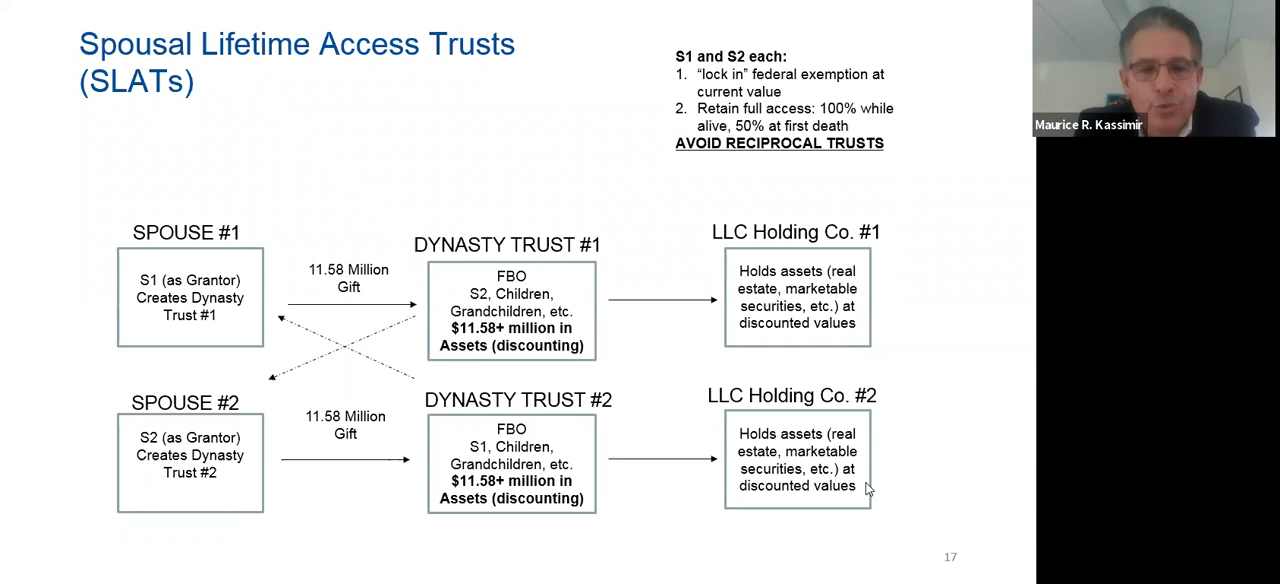 Spousal Lifetime Access Trusts
(SLATs)
S1 and S2 each:
1. “lock in” federal exemption at
current value
2. Retain full access: 100% while
alive, 50% at first death
AVOID RECIPROCAL TRUSTS
Maurice R. Kassimir
SPOUSE #1
S1 (as Grantor)
Creates Dynasty
Trust #1
11.58 Million
Gift
DYNASTY TRUST #1
FBO
S2, Children,
Grandchildren, etc.
$11.58+ million in
Assets (discounting)
LLC Holding Co. #1
Holds assets (real
estate, marketable
securities, etc.) at
discounted values
SPOUSE #2
S2 (as Grantor)
Creates Dynasty
Trust #2
11.58 Million
Gift
DYNASTY TRUST #2
FBO
S1, Children,
Grandchildren, etc.
$11.58+ million in
Assets (discounting)
LLC Holding Co. #2
Holds assets (real
estate, marketable
securities, etc.) at
discounted values
17